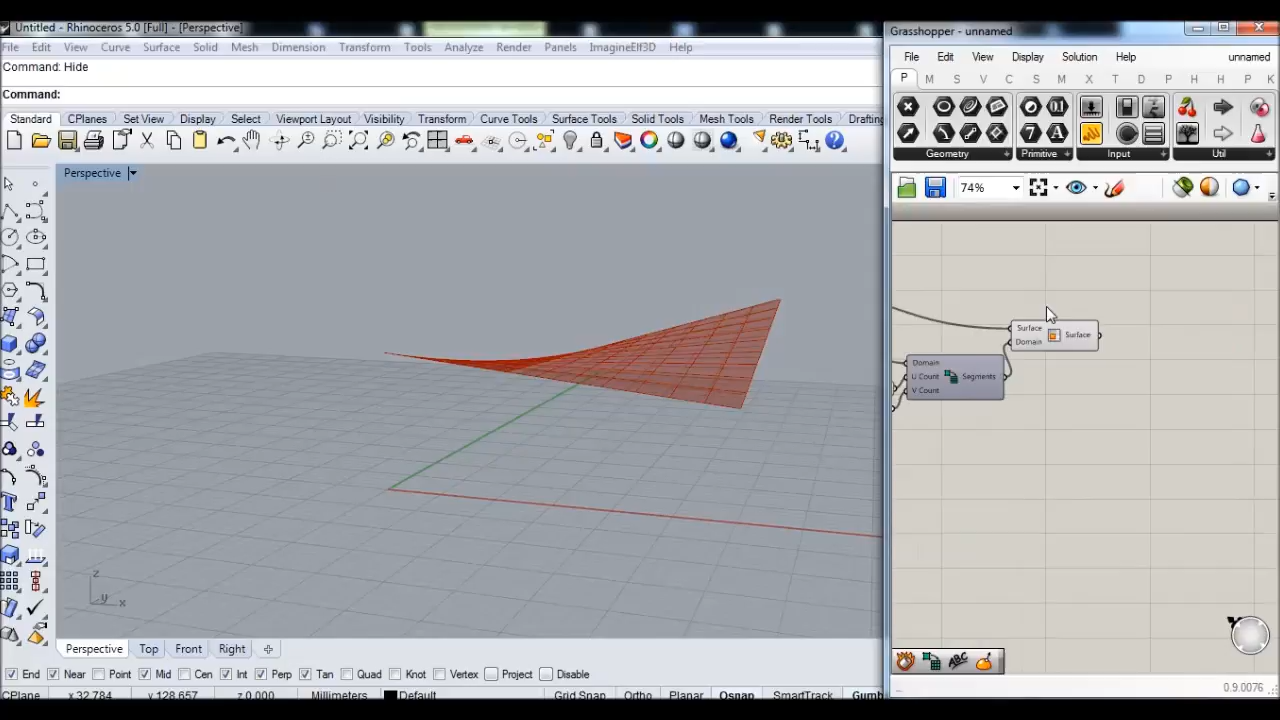 Untitled - Rhinoceros 5.0 [Full] - [Perspective]
File Edit View Curve Surface Solid Mesh Dimension Transform Tools Analyze Render Panels ImagineElf3D Help
Command: Hide
Command:
Standard CPlanes Set View Display Select Viewport Layout Visibility Transform Curve Tools Surface Tools Solid Tools Mesh Tools Render Tools Drafting
Perspective
z
y x
Perspective Top Front Right
End Near Point Mid Cen Int Perp Tan Quad Knot Vertex Project Disable
CPlane x 32.784 y 128.657 z 0.000 Millimeters Default Grid Snap Ortho Planar Osnap SmartTrack Gumb
Grasshopper - unnamed
File Edit View Display Solution Help unnamed
P M S V C S M X T D P H H P K
Geometry Primitive Input Util
74%
Surface
Domain
Surface
Domain
U Count
V Count
Segments
ABC
0.9.0076